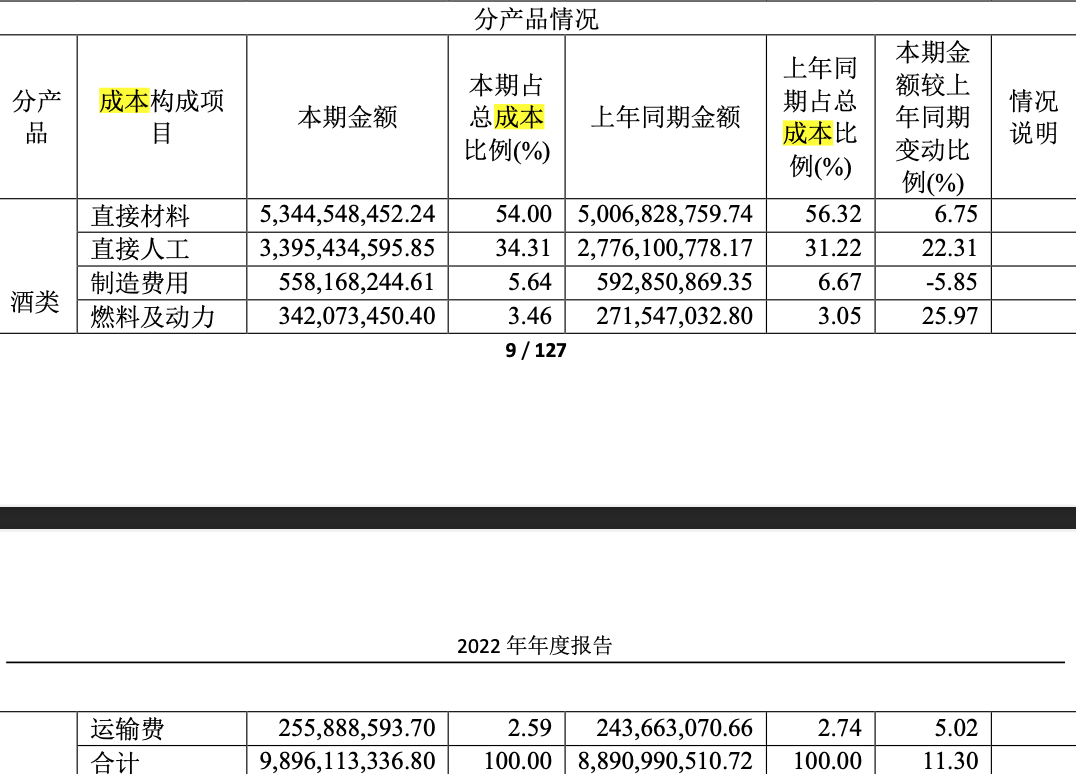 分产品情况
分产品 成本构成项目 本期金额 本期占总成本比例(%) 上年同期金额 上年同期占总成本比例(%) 本期金额较上年同期变动比例(%) 情况说明
酒类
直接材料 5,344,548,452.24 54.00 5,006,828,759.74 56.32 6.75
直接人工 3,395,434,595.85 34.31 2,776,100,778.17 31.22 22.31
制造费用 558,168,244.61 5.64 592,850,869.35 6.67 -5.85
燃料及动力 342,073,450.40 3.46 271,547,032.80 3.05 25.97
9 / 127
2022 年年度报告
运输费 255,888,593.70 2.59 243,663,070.66 2.74 5.02
合计 9,896,113,336.80 100.00 8,890,990,510.72 100.00 11.30